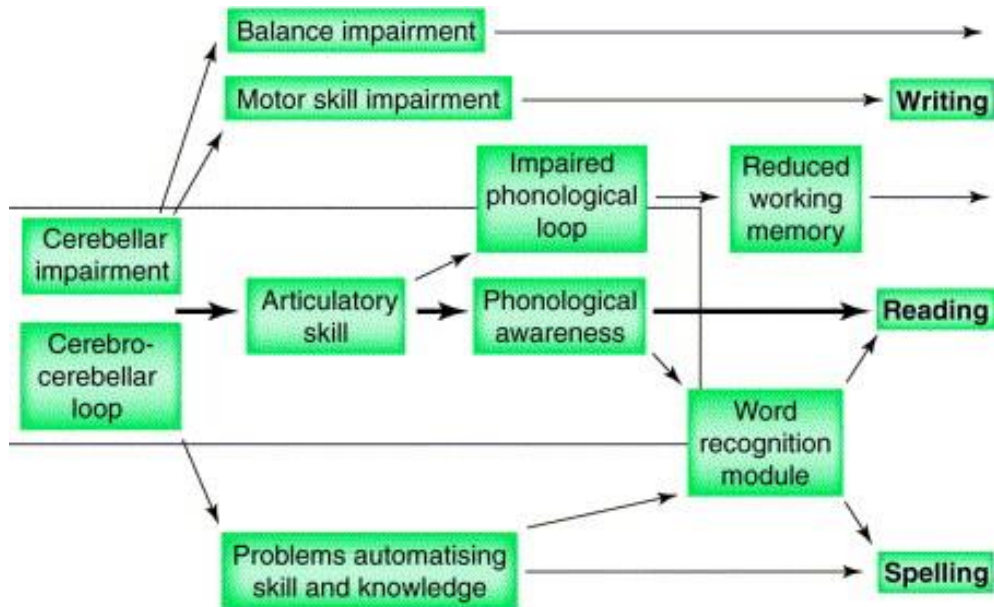 Balance impairment
Motor skill impairment
Writing
Impaired
phonological
loop
Reduced
working
memory
Cerebellar
impairment
Articulatory
skill
Phonological
awareness
Reading
Cerebro-
cerebellar
loop
Word
recognition
module
Problems automatising
skill and knowledge
Spelling